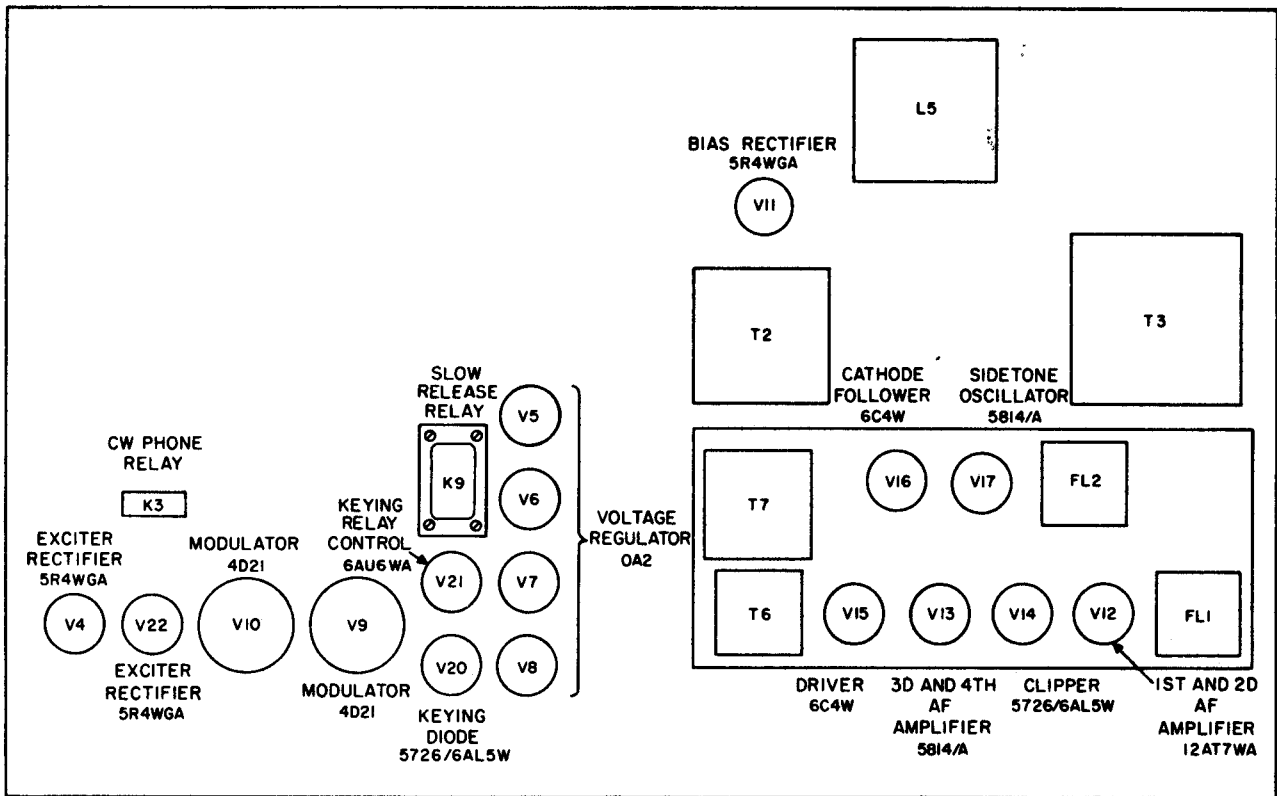 L5
BIAS RECTIFIER
5R4WGA
V11
T2
T3
CATHODE
FOLLOWER
6C4W
SIDETONE
OSCILLATOR
5814/A
SLOW
RELEASE
RELAY
K9
V5
V6
V7
V8
VOLTAGE
REGULATOR
OA2
CW PHONE
RELAY
K3
KEYING
RELAY
CONTROL
6AU6WA
V21
EXCITER
RECTIFIER
5R4WGA
V4
V22
EXCITER
RECTIFIER
5R4WGA
MODULATOR
4D21
V10
V9
MODULATOR
4D21
V20
KEYING
DIODE
5726/6AL5W
T7
V16
V17
FL2
T6
V15
V13
V14
V12
FL1
DRIVER
6C4W
3D AND 4TH
AF
AMPLIFIER
5814/A
CLIPPER
5726/6AL5W
1ST AND 2D
AF
AMPLIFIER
12AT7WA